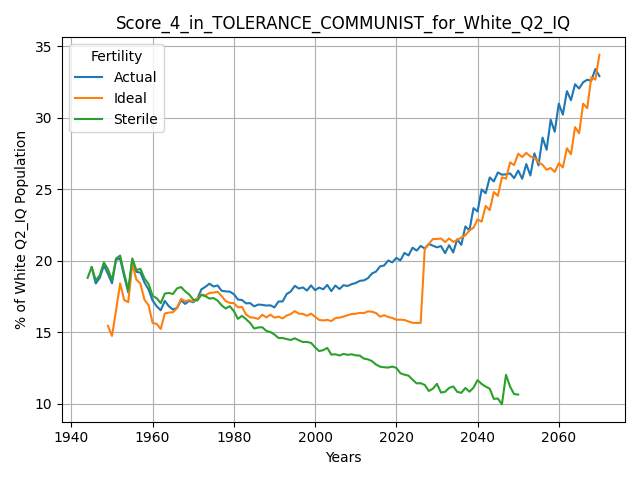 Score_4_in_TOLERANCE_COMMUNIST_for_White_Q2_IQ
Fertility
Actual
Ideal
Sterile
% of White Q2_IQ Population
35
30
25
20
15
10
1940
1960
1980
2000
2020
2040
2060
Years